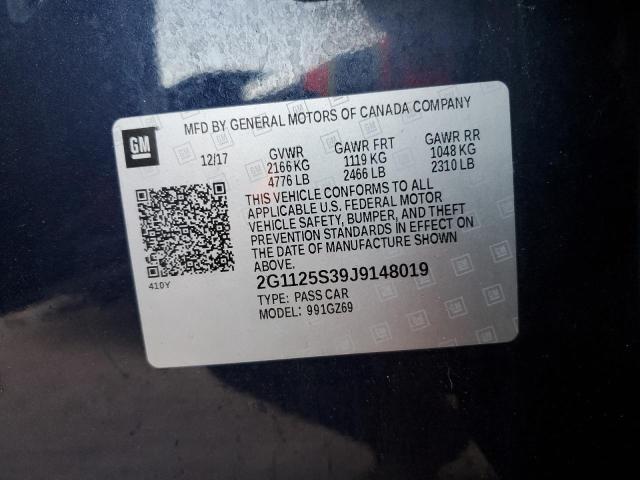 MFD BY GENERAL MOTORS OF CANADA COMPANY
GM
12/17
GVWR
2166 KG
4776 LB
GAWR FRT
1119 KG
2466 LB
GAWR RR
1048 KG
2310 LB
THIS VEHICLE CONFORMS TO ALL
APPLICABLE U.S. FEDERAL MOTOR
VEHICLE SAFETY, BUMPER, AND THEFT
PREVENTION STANDARDS IN EFFECT ON
THE DATE OF MANUFACTURE SHOWN
ABOVE.
410Y
2G1125S39J9148019
TYPE: PASS CAR
MODEL: 991GZ69